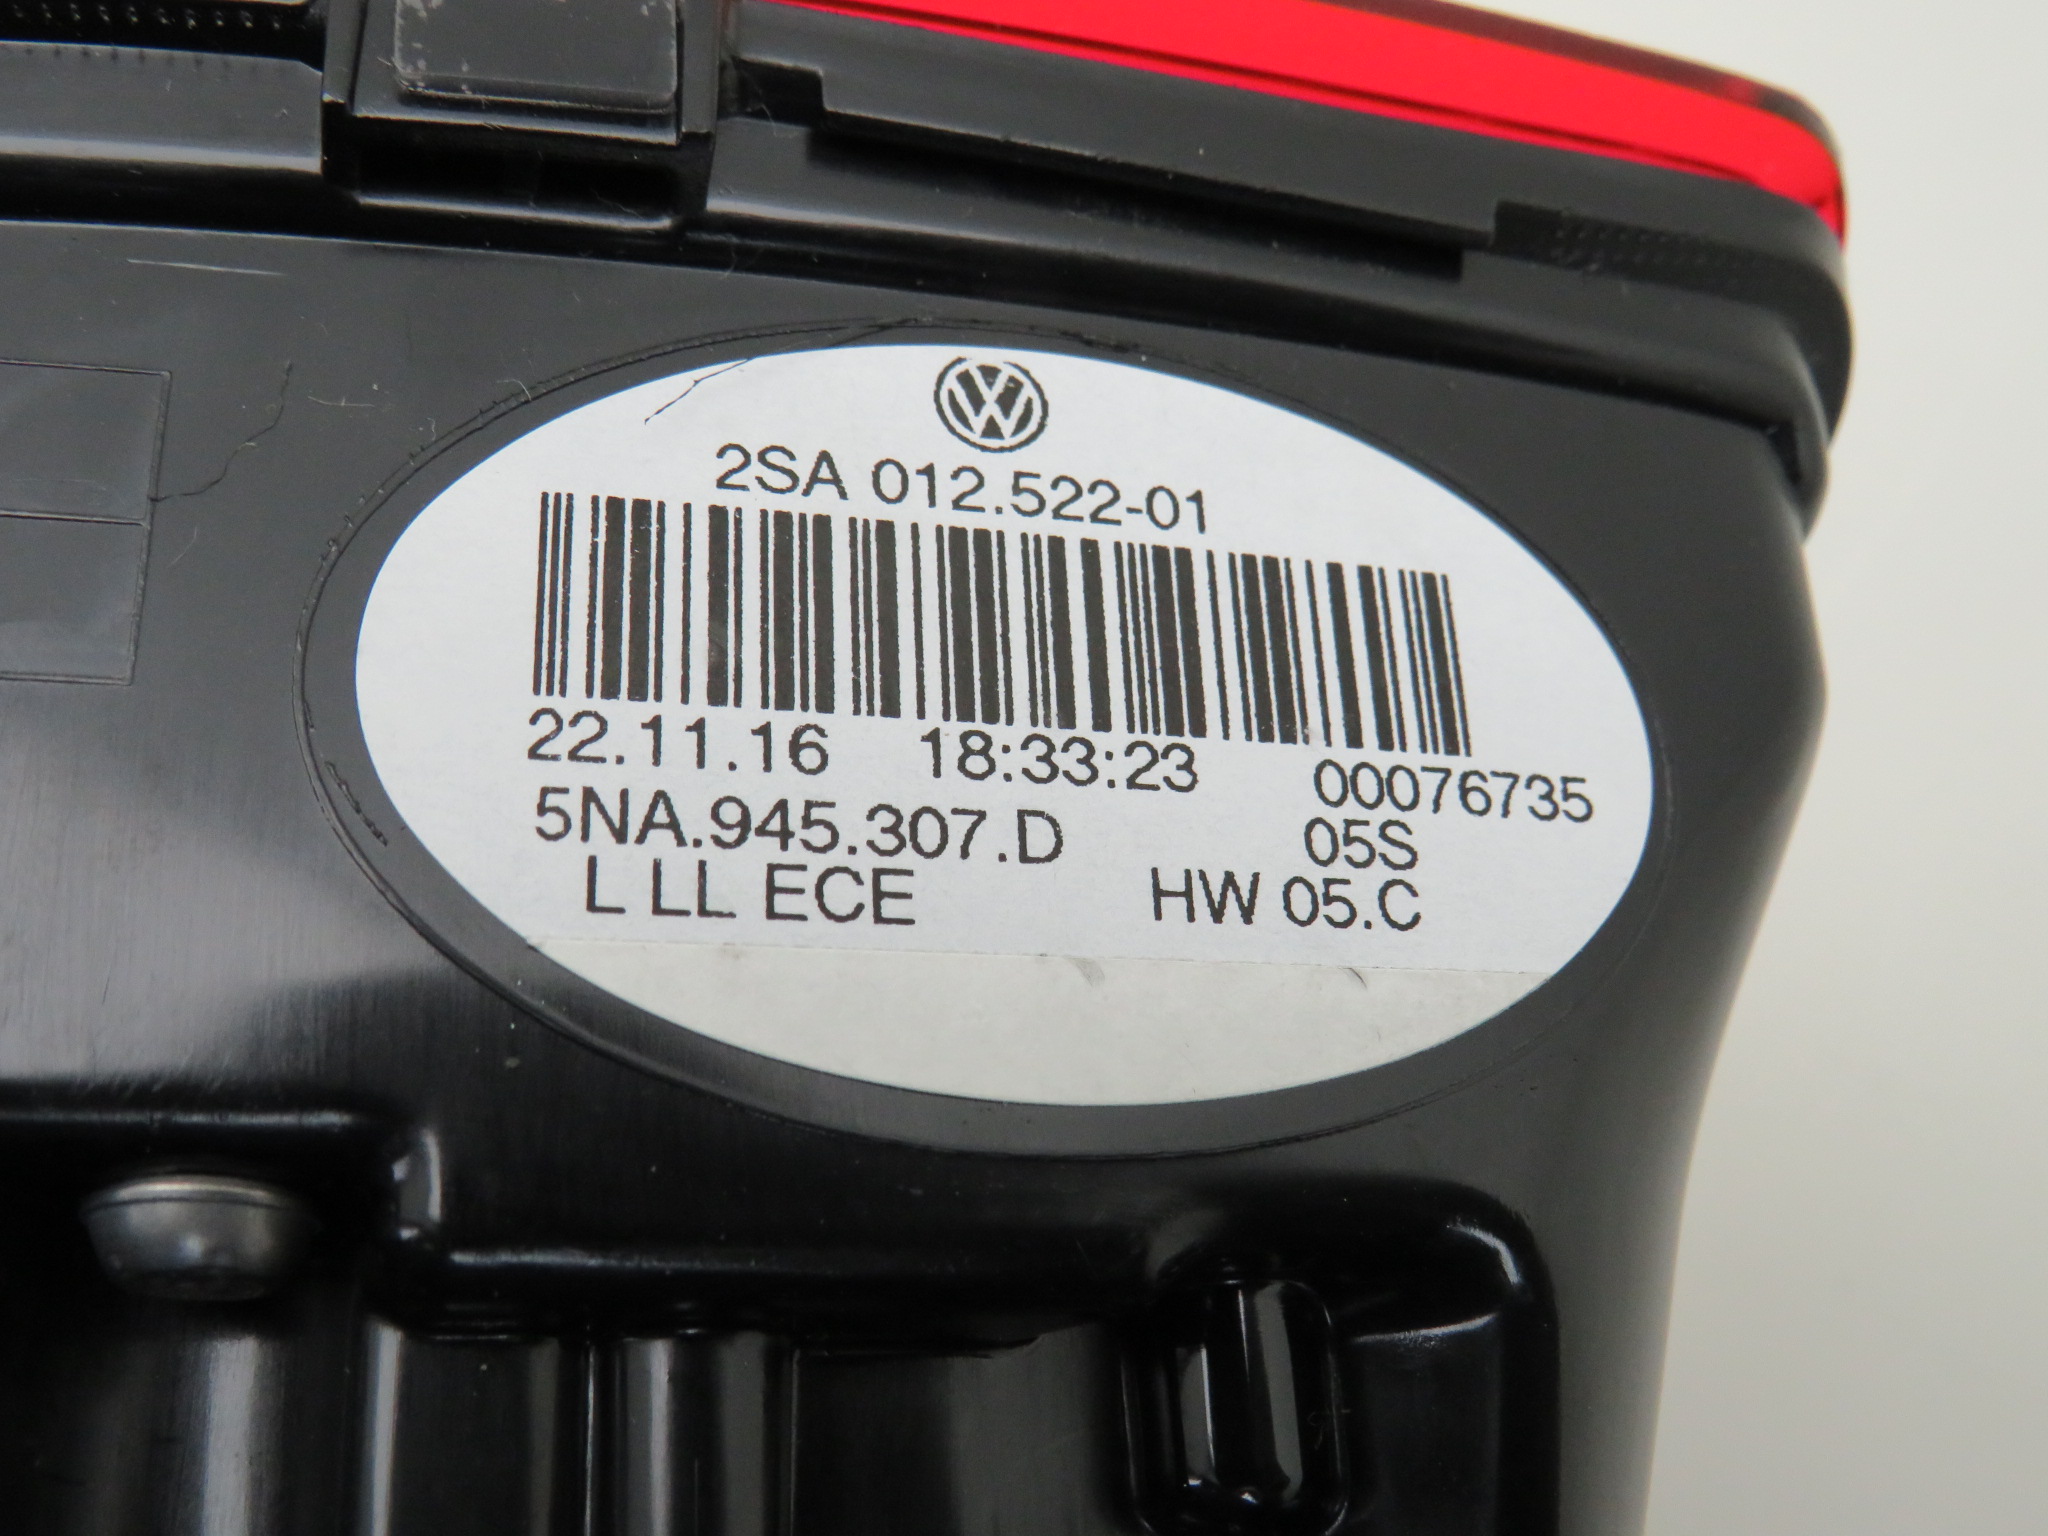 2SA 012.522-01
22.11.16 18:33:23 00076735
5NA.945.307.D 05S
L LL ECE HW 05.C